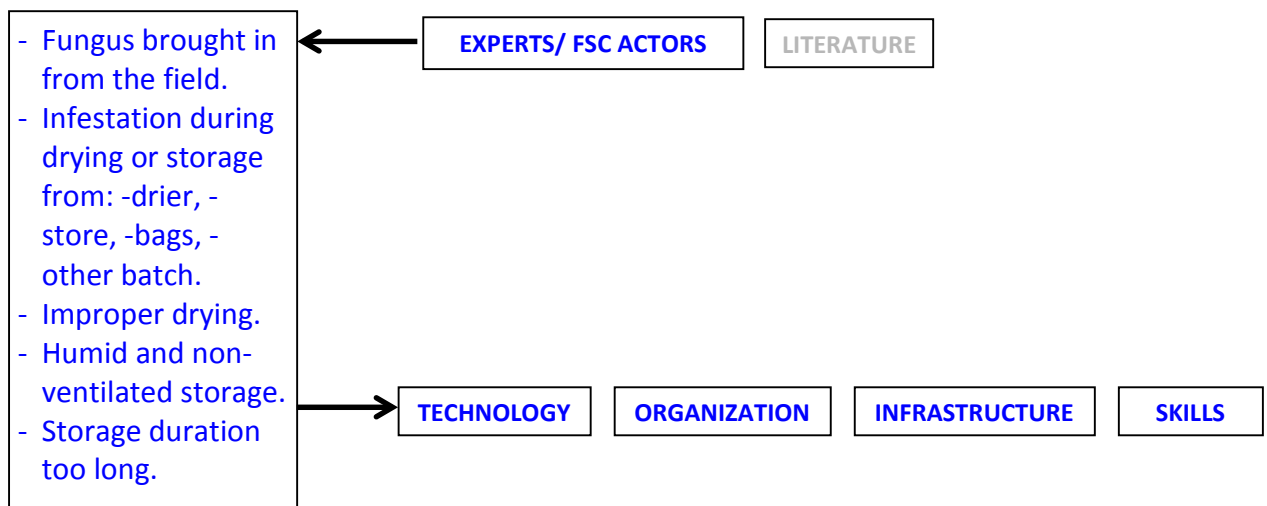 - Fungus brought in
from the field.
- Infestation during
drying or storage
from: -drier, -
store, -bags, -
other batch.
- Improper drying.
- Humid and non-
ventilated storage.
- Storage duration
too long.
EXPERTS/ FSC ACTORS
LITERATURE
TECHNOLOGY
ORGANIZATION
INFRASTRUCTURE
SKILLS